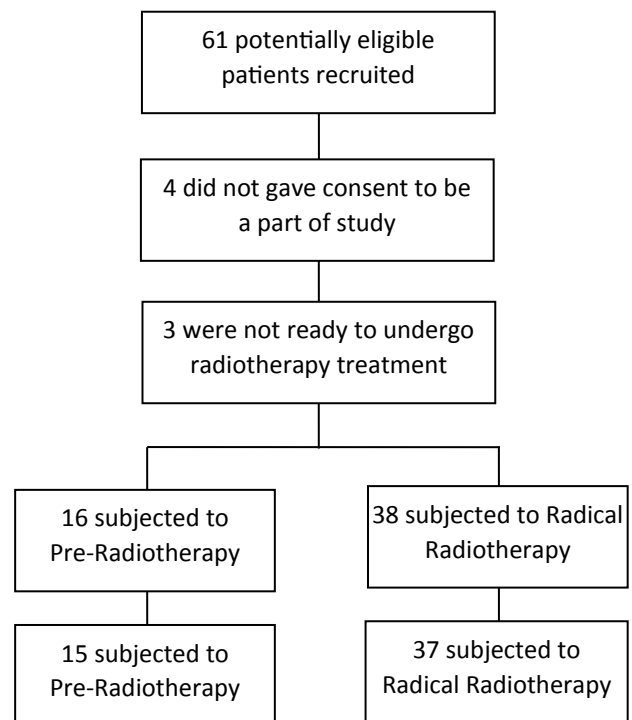 61 potentially eligible
patients recruited
4 did not gave consent to be
a part of study
3 were not ready to undergo
radiotherapy treatment
16 subjected to
Pre-Radiotherapy
38 subjected to Radical
Radiotherapy
15 subjected to
Pre-Radiotherapy
37 subjected to
Radical Radiotherapy